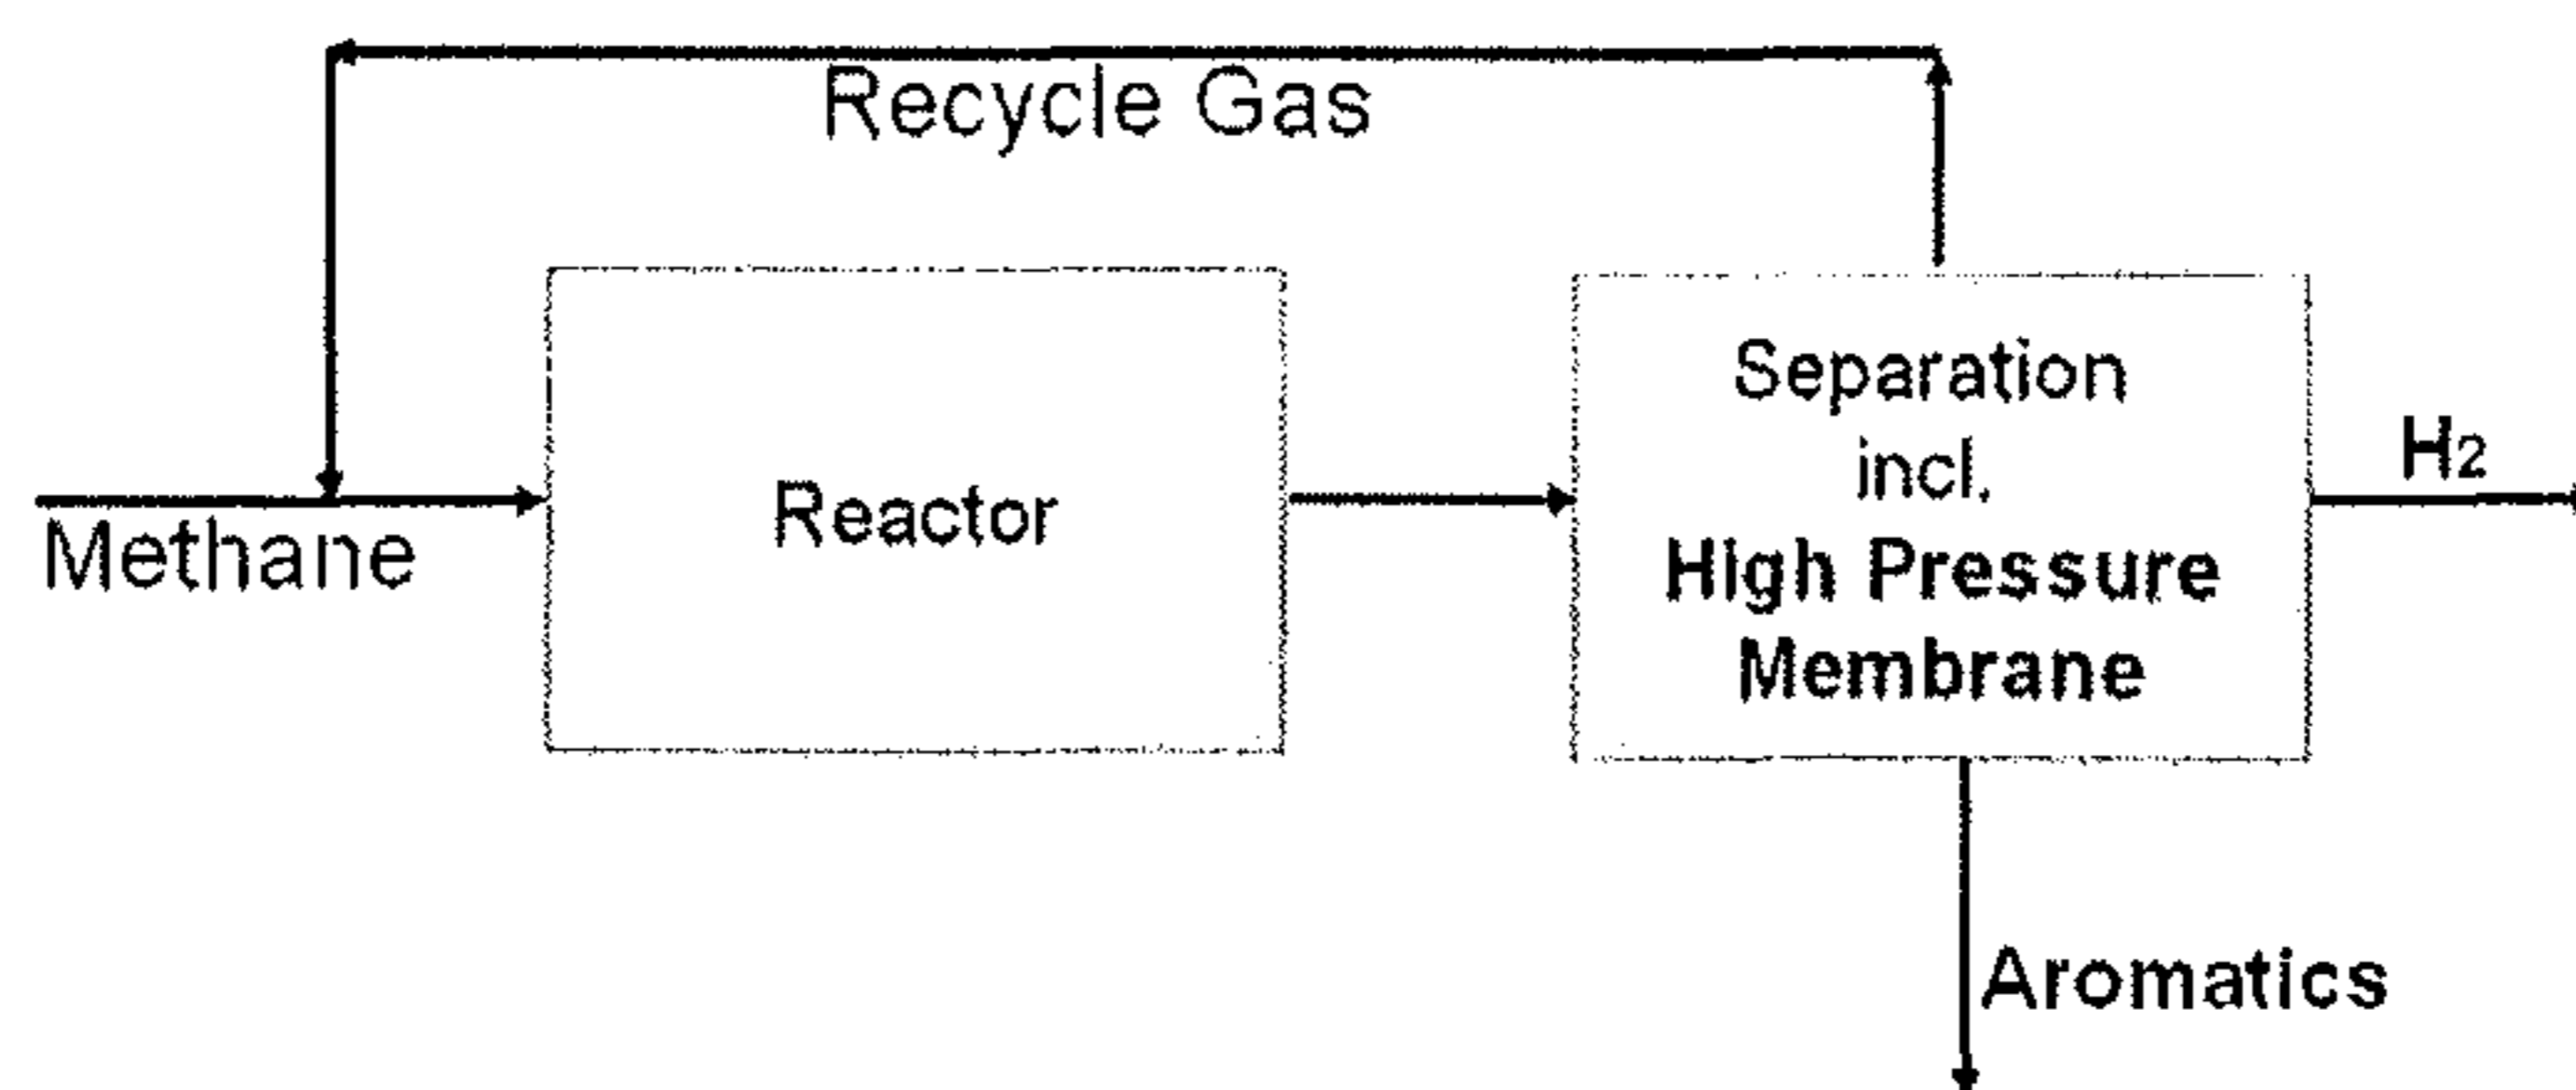 Recycle Gas
Methane
Reactor
Separation
incl.
High Pressure
Membrane
H2
Aromatics